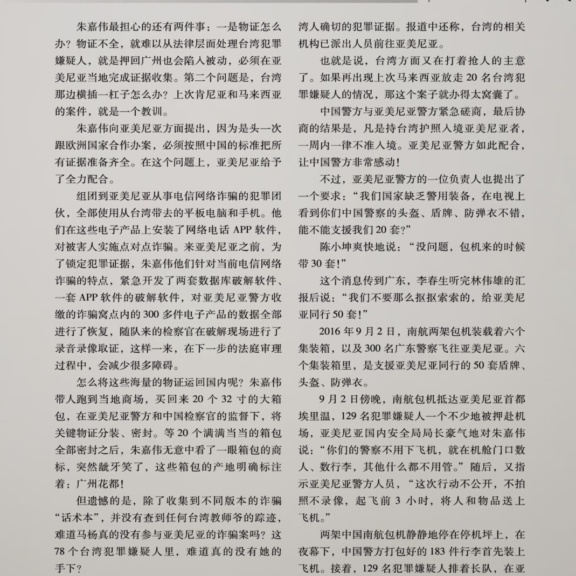 朱嘉伟最担心的还有两件事：一是物证怎么
办？物证不全，就难以从法律层面处理台湾犯罪
嫌疑人，就是押回广州也会陷入被动，必须在亚
美尼亚当地完成证据收集。第二个问题是，台湾
那边横插一杠子怎么办？上次肯尼亚和马来西亚
的案件，就是一个教训。
朱嘉伟向亚美尼亚方面提出，因为是头一次
跟欧洲国家合作办案，必须按照中国的标准把所
有证据准备齐全。在这个问题上，亚美尼亚给予
了全力配合。
组团到亚美尼亚从事电信网络诈骗的犯罪团
伙，全部使用从台湾带去的平板电脑和手机。他
们在这些电子产品上安装了网络电话 APP 软件，
对被害人实施点对点诈骗。来亚美尼亚之前，为
了锁定犯罪证据，朱嘉伟他们针对当前电信网络
诈骗的特点，紧急开发了两套数据库破解软件、
一套 APP 软件的破解软件，对亚美尼亚警方收
缴的诈骗窝点内的 300 多件电子产品的数据全部
进行了恢复，随队来的检察官在破解现场进行了
录音录像取证，这样一来，在下一步的法庭审理
过程中，会减少很多障碍。
怎么将这些海量的物证运回国内呢？朱嘉伟
带人跑到当地商场，买回来 20 个 32 寸的大箱
包，在亚美尼亚警方和中国检察官的监督下，将
关键物证分装、密封。等 20 个满满当当的箱包
全部密封之后，朱嘉伟无意中看了一眼箱包的商
标，突然龇牙笑了，这些箱包的产地明确标注
着：广州花都！
但遗憾的是，除了收集到不同版本的诈骗
“话术本”，并没有查到任何台湾教师爷的踪迹，
难道马杨真的没有参与亚美尼亚的诈骗案吗？这
78 个台湾犯罪嫌疑人里，难道真的没有她的
手下？
湾人确切的犯罪证据。报道中还称，台湾的相关
机构已派出人员前往亚美尼亚。
也就是说，台湾方面又在打着抢人的主意
了。如果再出现上次马来西亚放走 20 名台湾犯
罪嫌疑人的情况，那这个案子就办得太窝囊了。
中国警方与亚美尼亚警方紧急磋商，最后协
商的结果是，凡是持台湾护照入境亚美尼亚者，
一周内一律不准入境。亚美尼亚警方如此配合，
让中国警方非常感动！
不过，亚美尼亚警方的一位负责人也提出了
一个要求：“我们国家缺乏警用装备，在电视上
看到你们中国警察的头盔、盾牌、防弹衣不错，
能不能支援我们 20 套？”
陈小坤爽快地说：“没问题，包机来的时候
带 30 套！”
这个消息传到广东，李春生听完林伟雄的汇
报后说：“我们不要那么抠抠索索的，给亚美尼
亚同行 50 套！”
2016 年 9 月 2 日，南航两架包机装载着六个
集装箱，以及 300 名广东警察飞往亚美尼亚。六
个集装箱里，是支援亚美尼亚同行的 50 套盾牌、
头盔、防弹衣。
9 月 2 日傍晚，南航包机抵达亚美尼亚首都
埃里温，129 名犯罪嫌疑人一个不少地被押赴机
场，亚美尼亚国内安全局局长豪气地对朱嘉伟
说：“你们的警察不用下飞机，就在机舱门口数
人、数行李，其他什么都不用管。”随后，又指
示亚美尼亚警方人员，“这次行动不公开，不拍
照不录像，起飞前 3 小时，将人和物品送上
飞机。”
两架中国南航包机静静地停在停机坪上，在
夜幕下，中国警方打包好的 183 件行李首先装上
飞机。接着，129 名犯罪嫌疑人排着长队，在亚